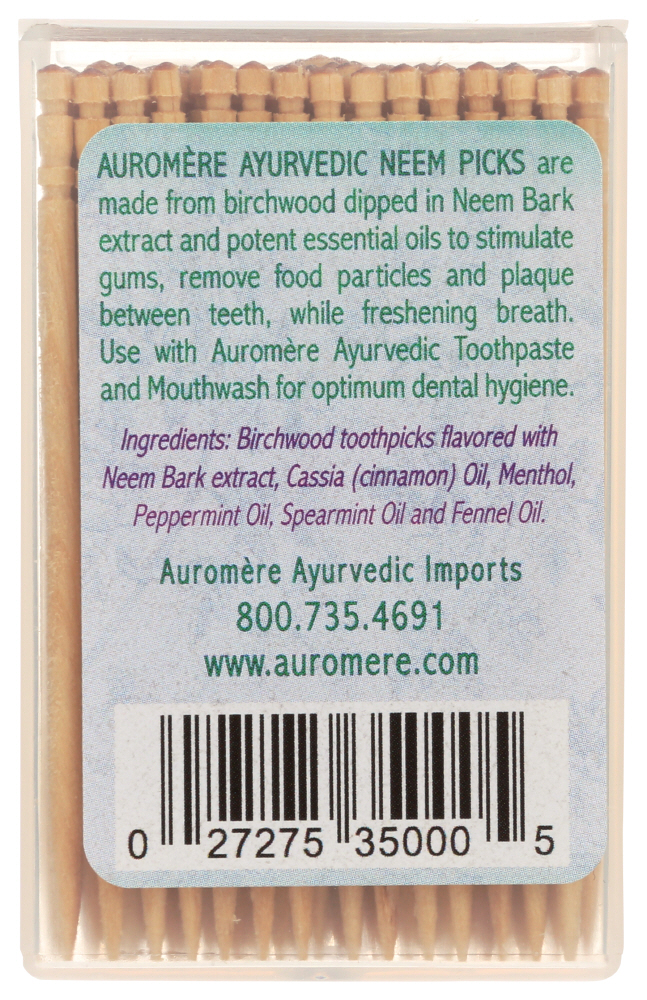 AUROMÈRE AYURVEDIC NEEM PICKS are
made from birchwood dipped in Neem Bark
extract and potent essential oils to stimulate
gums, remove food particles and plaque
between teeth, while freshening breath.
Use with Auromère Ayurvedic Toothpaste
and Mouthwash for optimum dental hygiene.
Ingredients: Birchwood toothpicks flavored with
Neem Bark extract, Cassia (cinnamon) Oil, Menthol,
Peppermint Oil, Spearmint Oil and Fennel Oil.
Auromère Ayurvedic Imports
800.735.4691
www.auromere.com
0 27275 35000 5